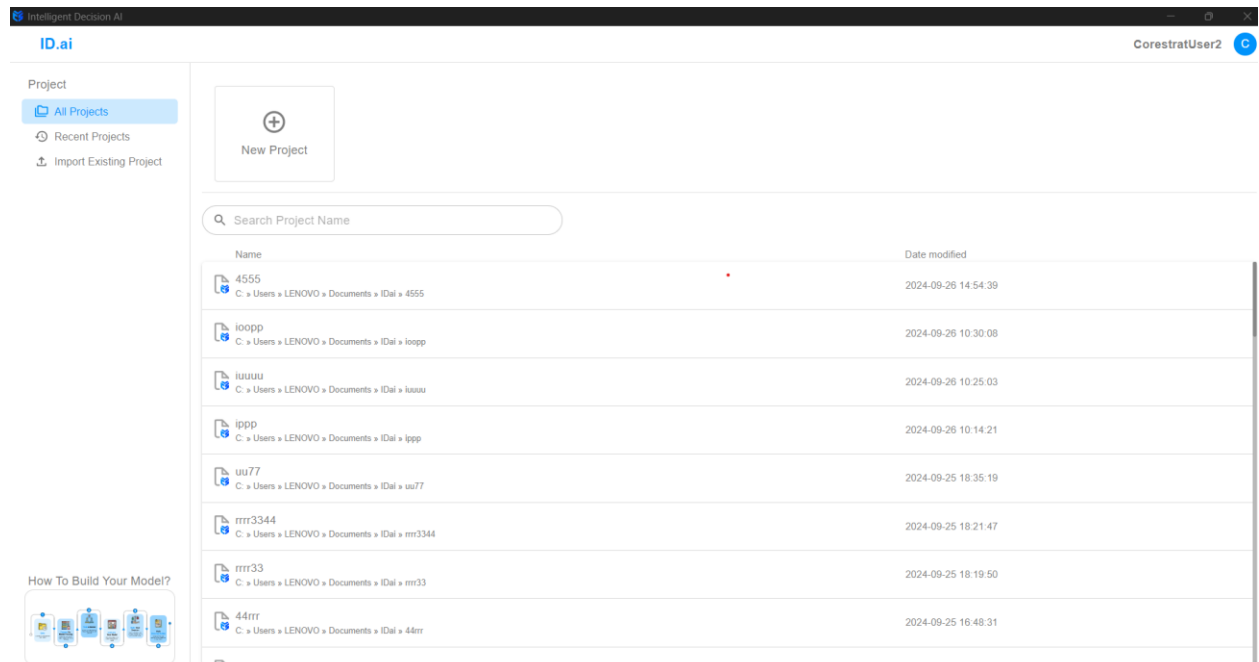 Intelligent Decision AI
ID.ai
CorestratUser2 C
Project
All Projects
Recent Projects
Import Existing Project
New Project
Search Project Name
Name Date modified
4555
C: » Users » LENOVO » Documents » IDai » 4555
2024-09-26 14:54:39
ioopp
C: » Users » LENOVO » Documents » IDai » ioopp
2024-09-26 10:30:08
iuuuu
C: » Users » LENOVO » Documents » IDai » iuuuu
2024-09-26 10:25:03
ippp
C: » Users » LENOVO » Documents » IDai » ippp
2024-09-26 10:14:21
uu77
C: » Users » LENOVO » Documents » IDai » uu77
2024-09-25 18:35:19
rrrr3344
C: » Users » LENOVO » Documents » IDai » rrrr3344
2024-09-25 18:21:47
rrrr33
C: » Users » LENOVO » Documents » IDai » rrrr33
2024-09-25 18:19:50
44rrr
C: » Users » LENOVO » Documents » IDai » 44rrr
2024-09-25 16:48:31
How To Build Your Model?